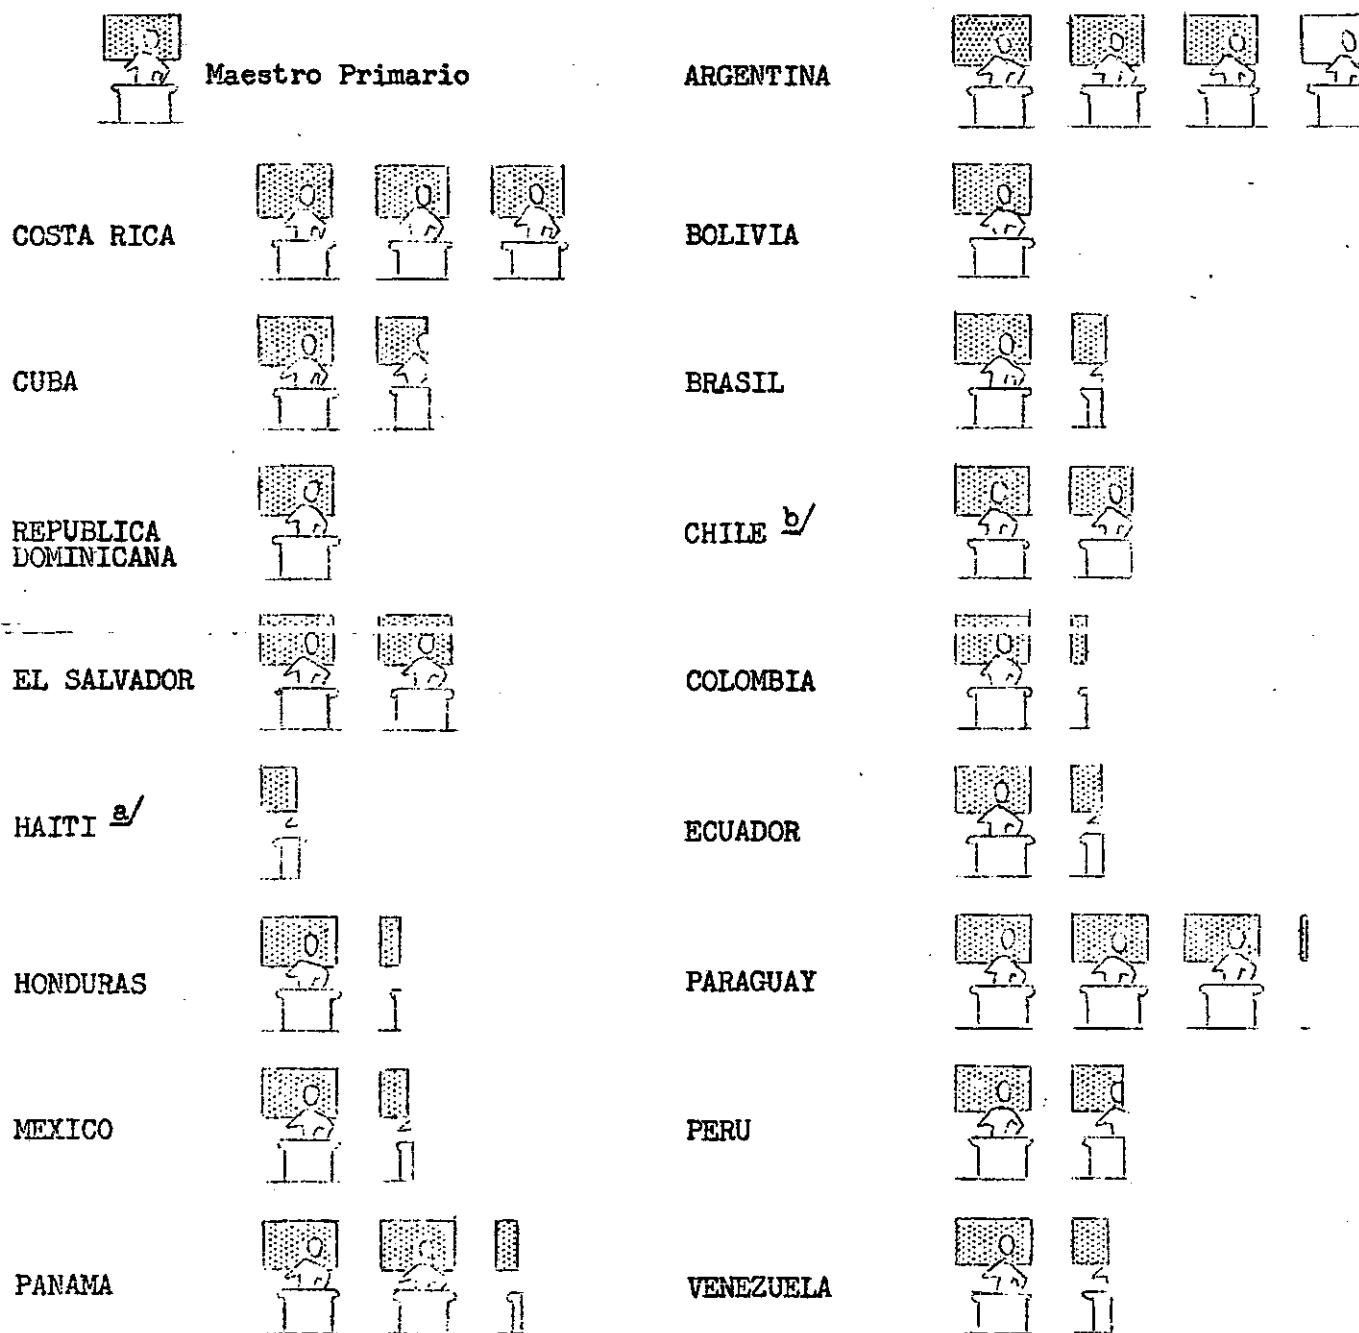 Maestro Primario
ARGENTINA
COSTA RICA
BOLIVIA
CUBA
BRASIL
REPUBLICA
DOMINICANA
CHILE b/
EL SALVADOR
COLOMBIA
HAITI a/
ECUADOR
HONDURAS
PARAGUAY
MEXICO
PERU
PANAMA
VENEZUELA